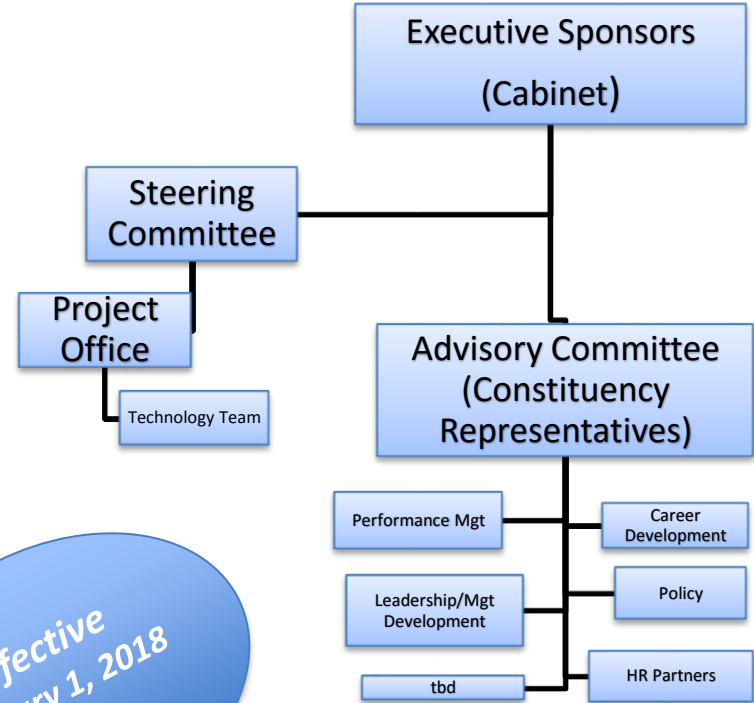 Executive Sponsors
(Cabinet)
Steering
Committee
Project
Office
Technology Team
Advisory Committee
(Constituency
Representatives)
Performance Mgt
Career
Development
Leadership/Mgt
Development
Policy
tbd
HR Partners
1, 2018